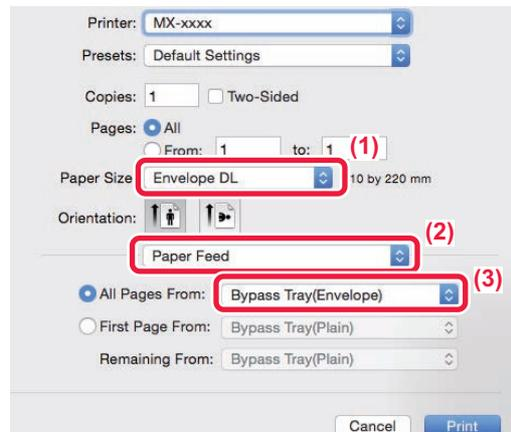 Printer: MX-xxxx
Presets: Default Settings
Copies: 1 Two-Sided
Pages: All
From: 1 to: 1 (1)
Paper Size Envelope DL 10 by 220 mm
Orientation:
(2)
Paper Feed
(3)
All Pages From: Bypass Tray(Envelope)
First Page From: Bypass Tray(Plain)
Remaining From: Bypass Tray(Plain)
Cancel Print